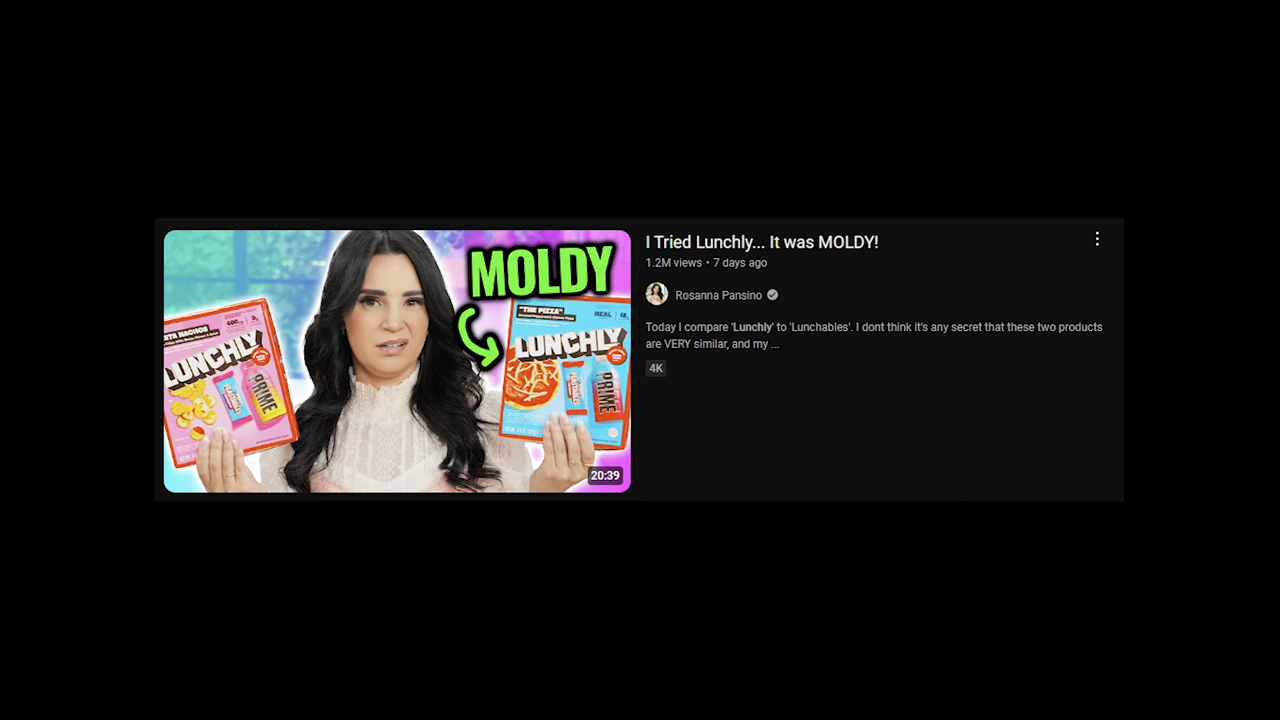 I Tried Lunchly... It was MOLDY!
1.2M views • 7 days ago
Rosanna Pansino
Today I compare 'Lunchly' to 'Lunchables'. I dont think it's any secret that these two products
are VERY similar, and my ...
4K
MOLDY
"THE PIZZA"
REAL
LUNCHLY
PRIME
LUNCHLY
PRIME
20:39